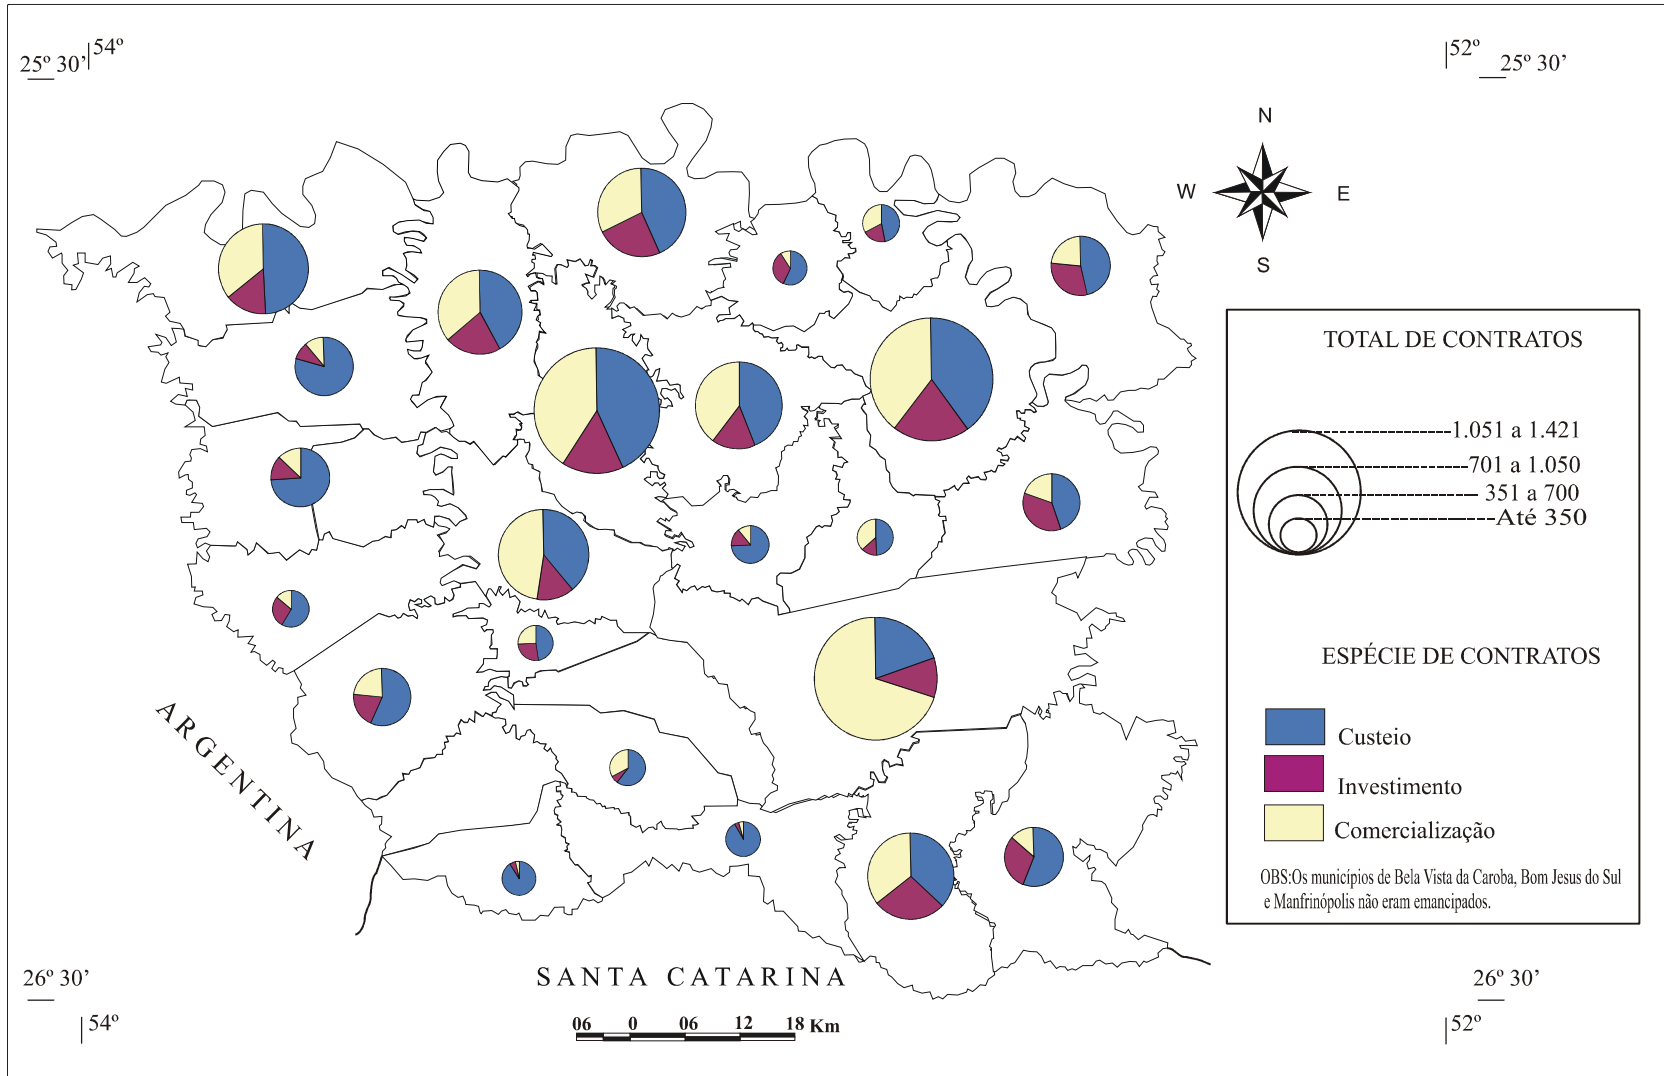 54º
52º
25º 30’
25º 30’
N
W
E
S
TOTAL DE CONTRATOS
1.051 a 1.421
701 a 1.050
351 a 700
Até 350
ESPÉCIE DE CONTRATOS
Custeio
Investimento
Comercialização
OBS:Os municípios de Bela Vista da Caroba, Bom Jesus do Sul
e Manfrinópolis não eram emancipados.
ARGENTINA
SANTA CATARINA
26º 30’
26º 30’
54º
52º
06 0 06 12 18 Km